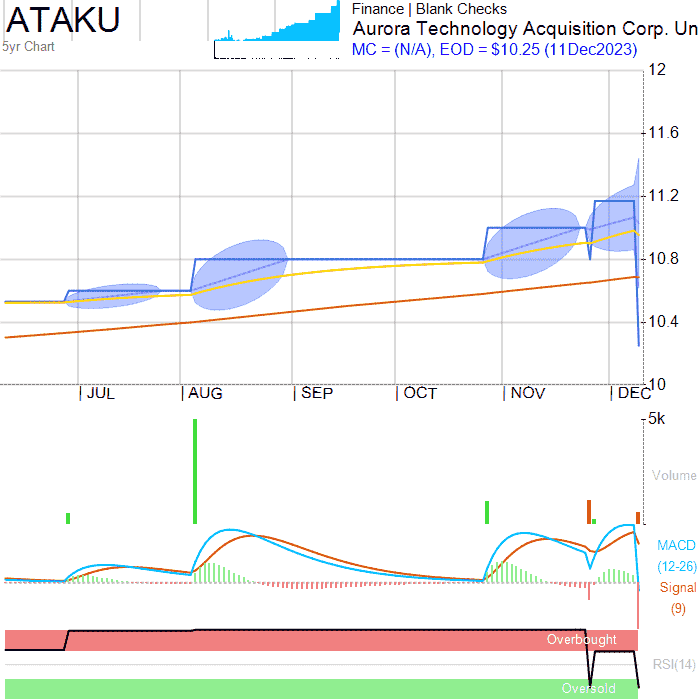 ATAKU
5yr Chart
Finance | Blank Checks
Aurora Technology Acquisition Corp. Un
MC = (N/A), EOD = $10.25 (11Dec2023)
12
11.6
11.2
10.8
10.4
10
| JUL | AUG | SEP | OCT | NOV | DEC
5k
Volume
MACD
(12-26)
Signal
(9)
Overbought
RSI(14)
Oversold